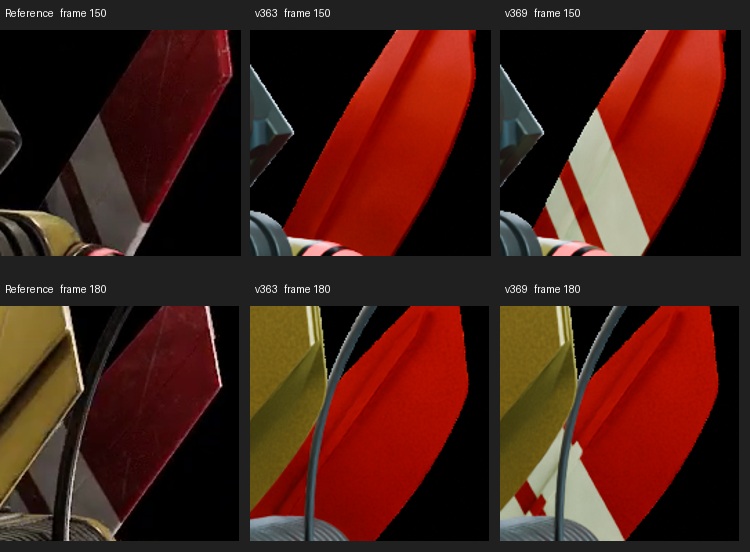 Reference frame 150
v363 frame 150
v369 frame 150
Reference frame 180
v363 frame 180
v369 frame 180